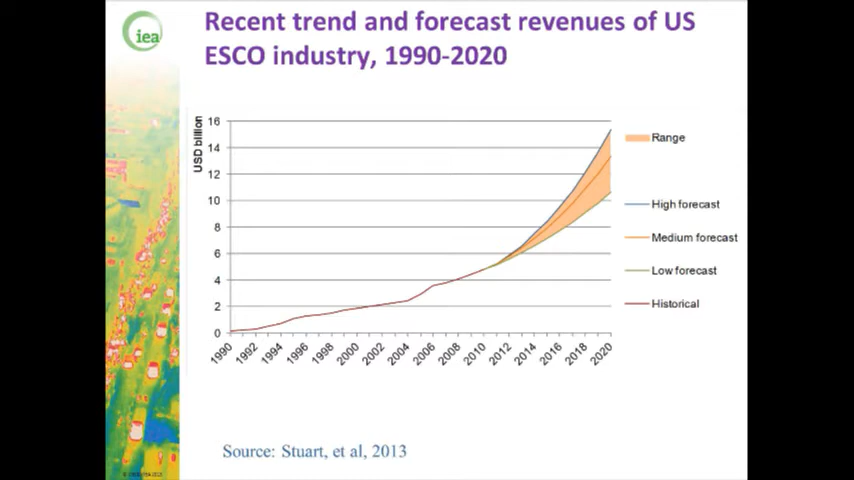 iea
Recent trend and forecast revenues of US
ESCO industry, 1990-2020
USD billion
16
14
12
10
8
6
4
2
0
1990
1992
1994
1996
1998
2000
2002
2004
2006
2008
2010
2012
2014
2016
2018
2020
Range
High forecast
Medium forecast
Low forecast
Historical
Source: Stuart, et al, 2013